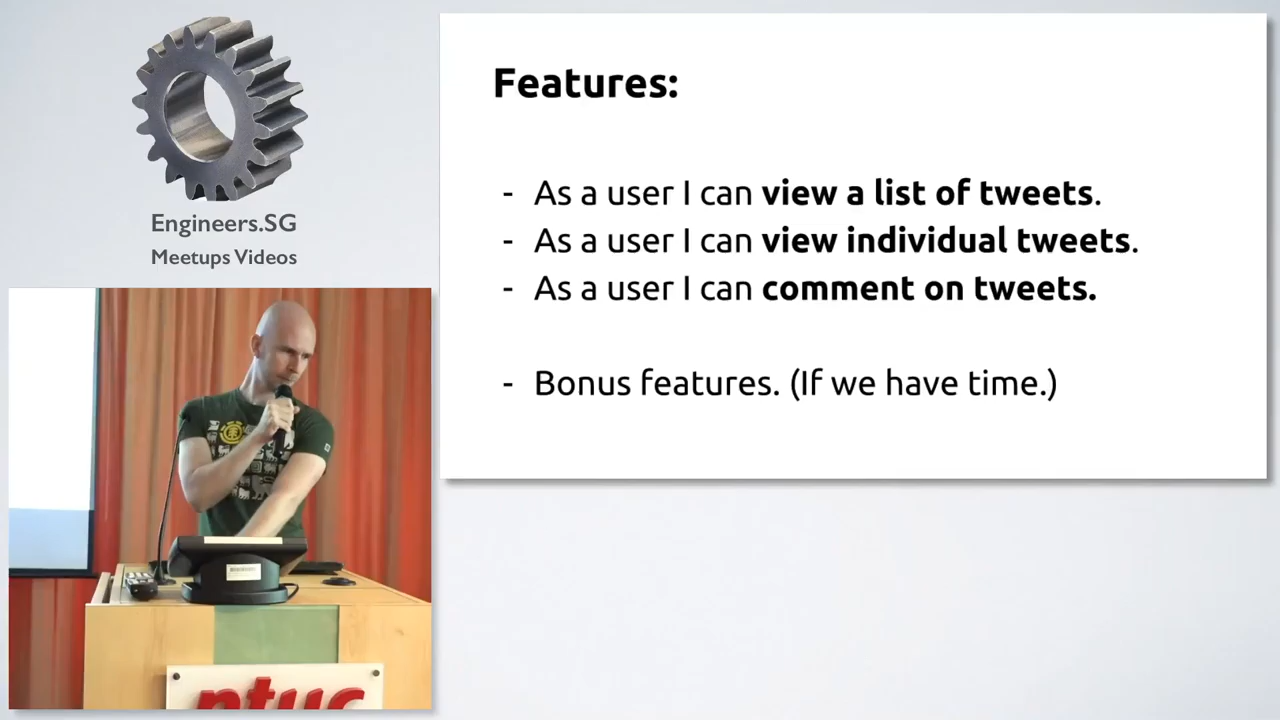 Engineers.SG
Meetups Videos
Features:
- As a user I can view a list of tweets.
- As a user I can view individual tweets.
- As a user I can comment on tweets.
- Bonus features. (If we have time.)
ntuc